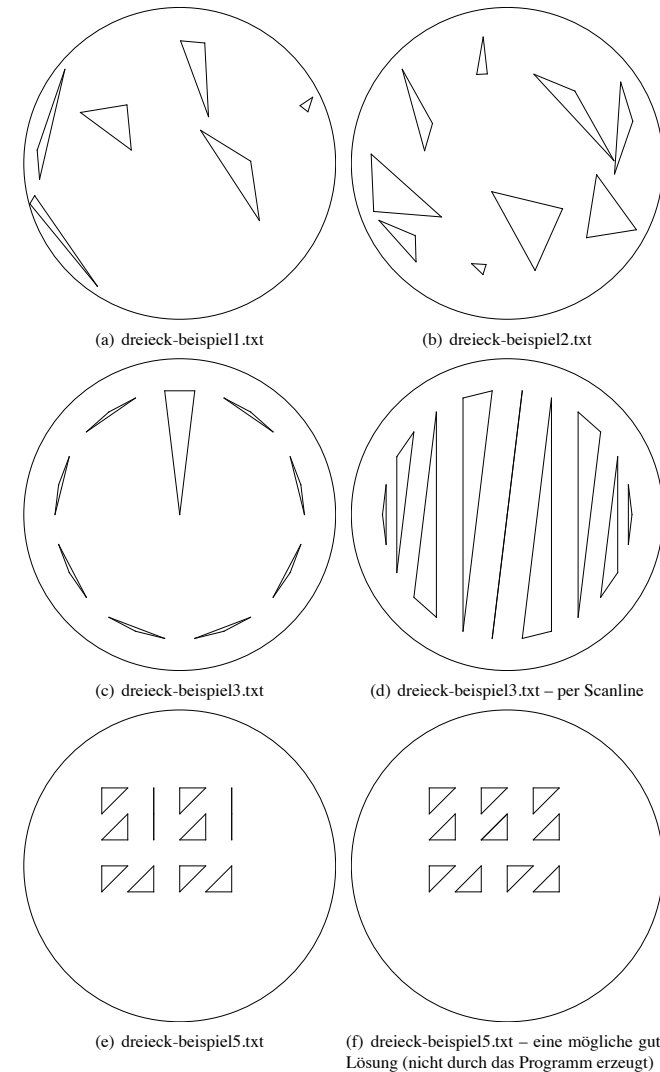 (a) dreieck-beispiel1.txt
(b) dreieck-beispiel2.txt
(c) dreieck-beispiel3.txt
(d) dreieck-beispiel3.txt – per Scanline
(e) dreieck-beispiel5.txt
(f) dreieck-beispiel5.txt – eine mögliche gut
Lösung (nicht durch das Programm erzeugt)